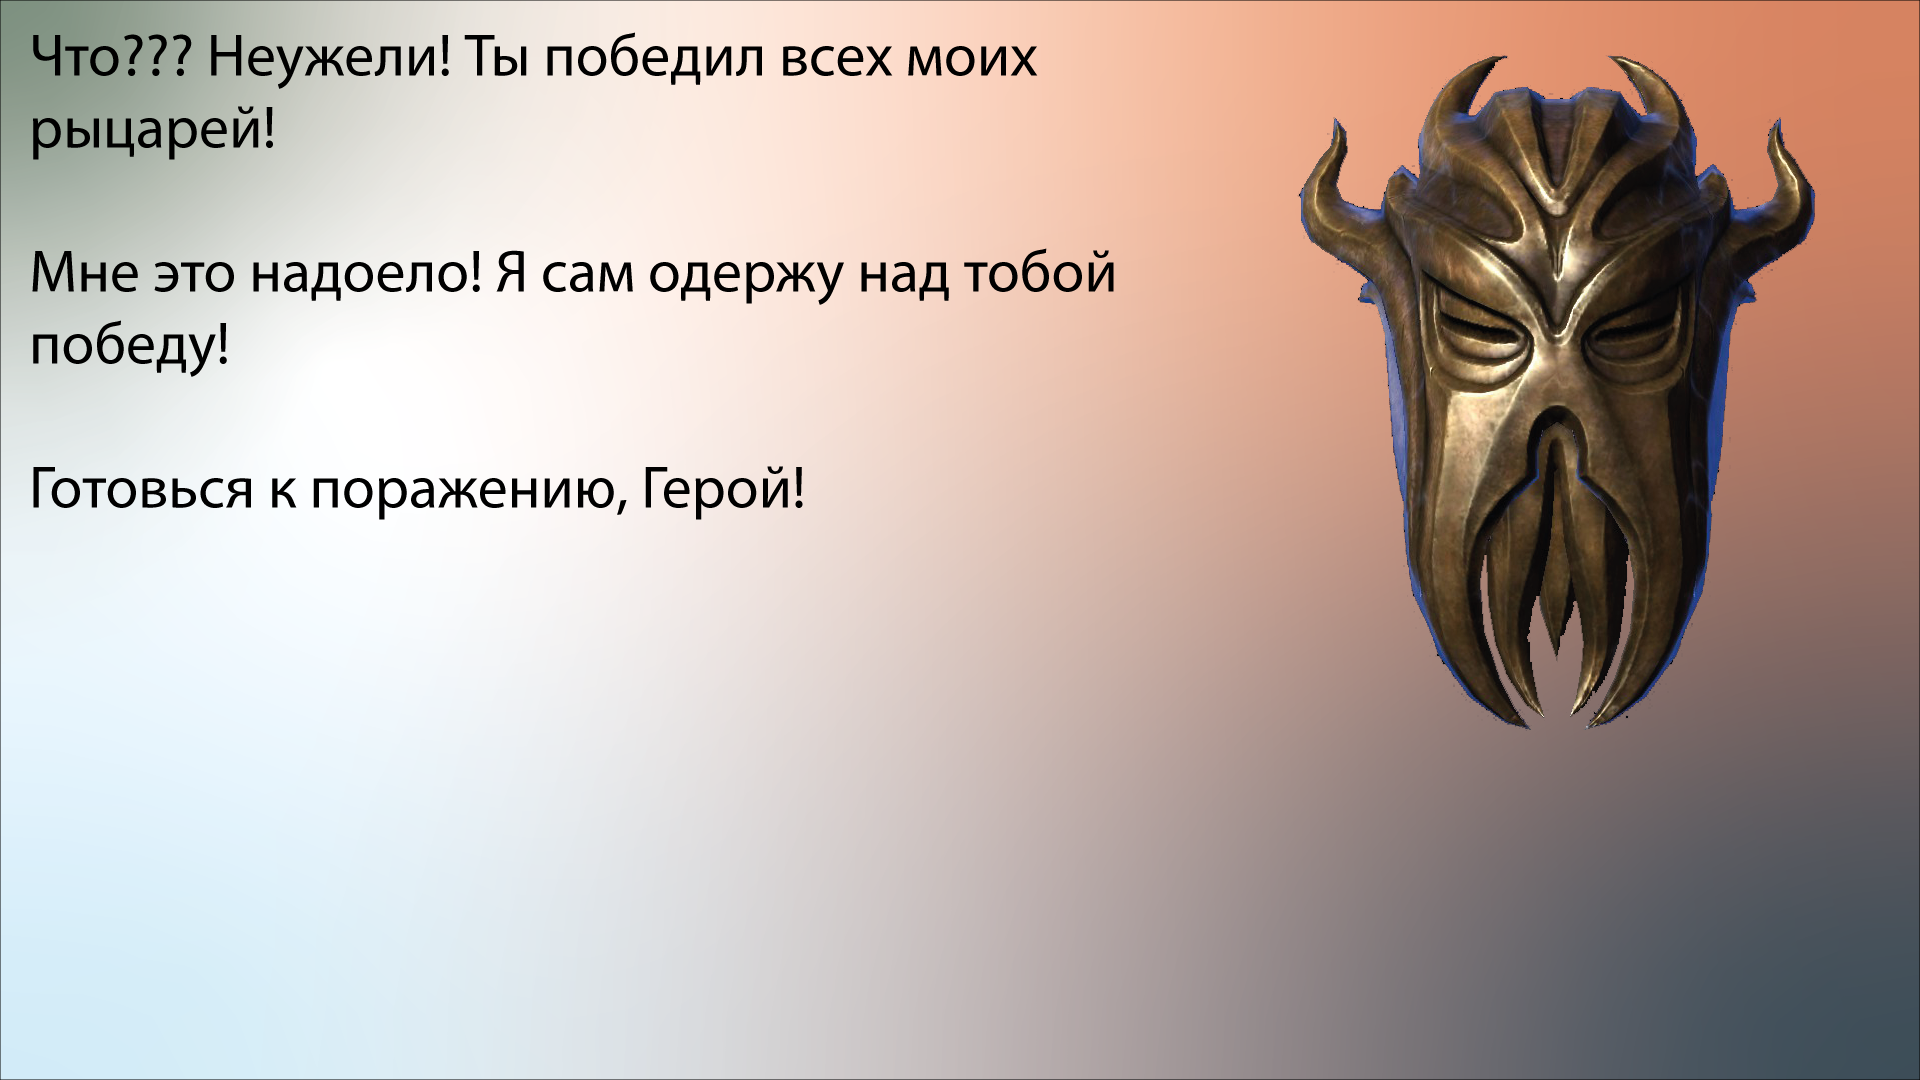 Что??? Неужели! Ты победил всех моих
рыцарей!
Мне это надоело! Я сам одержу над тобой
победу!
Готовься к поражению, Герой!